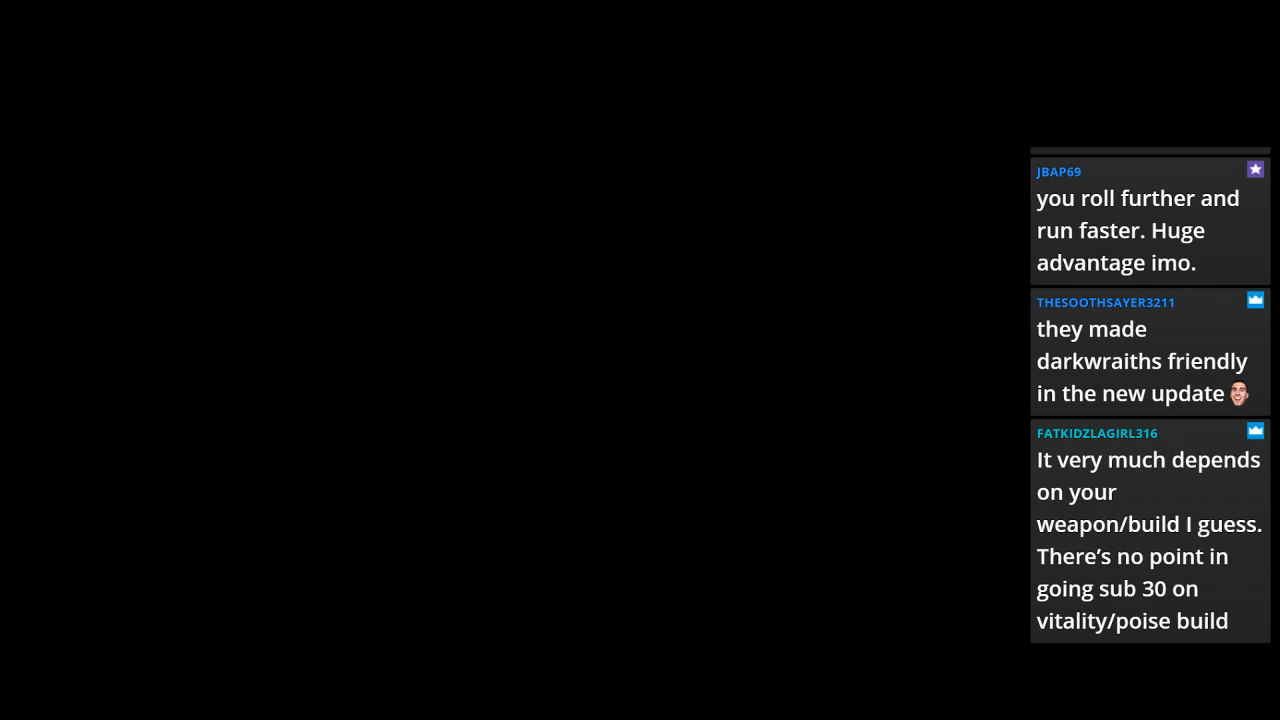 JBAP69
you roll further and
run faster. Huge
advantage imo.
THESOOTHSAYER3211
they made
darkwraiths friendly
in the new update
FATKIDZLAGIRL316
It very much depends
on your
weapon/build I guess.
There’s no point in
going sub 30 on
vitality/poise build